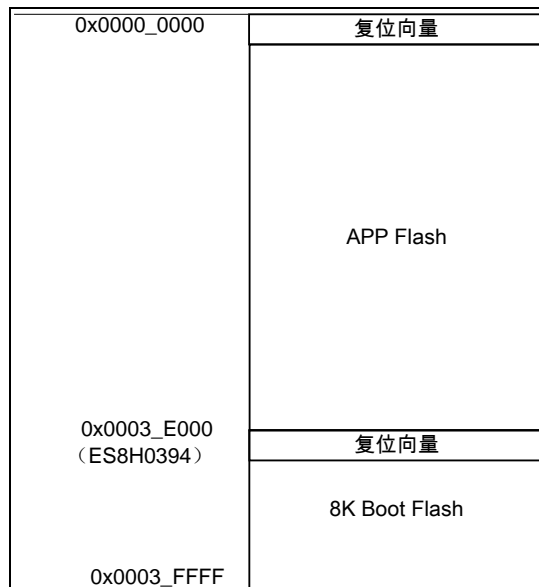 0x0000_0000 复位向量
APP Flash
0x0003_E000 复位向量
（ES8H0394）
8K Boot Flash
0x0003_FFFF